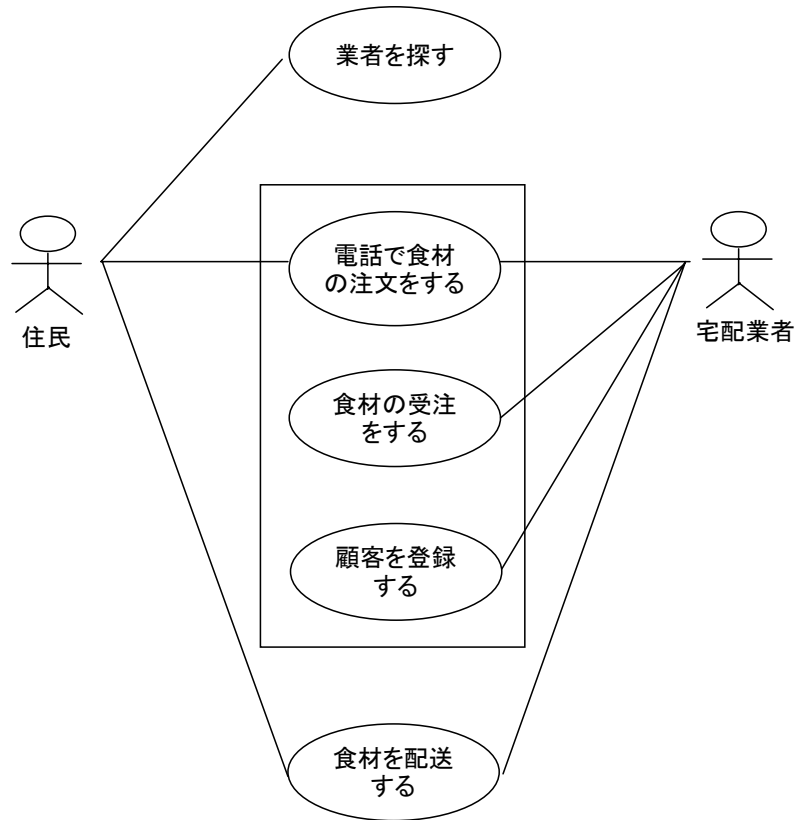 業者を探す
電話で食材
の注文をする
住民
宅配業者
食材の受注
をする
顧客を登録
する
食材を配送
する